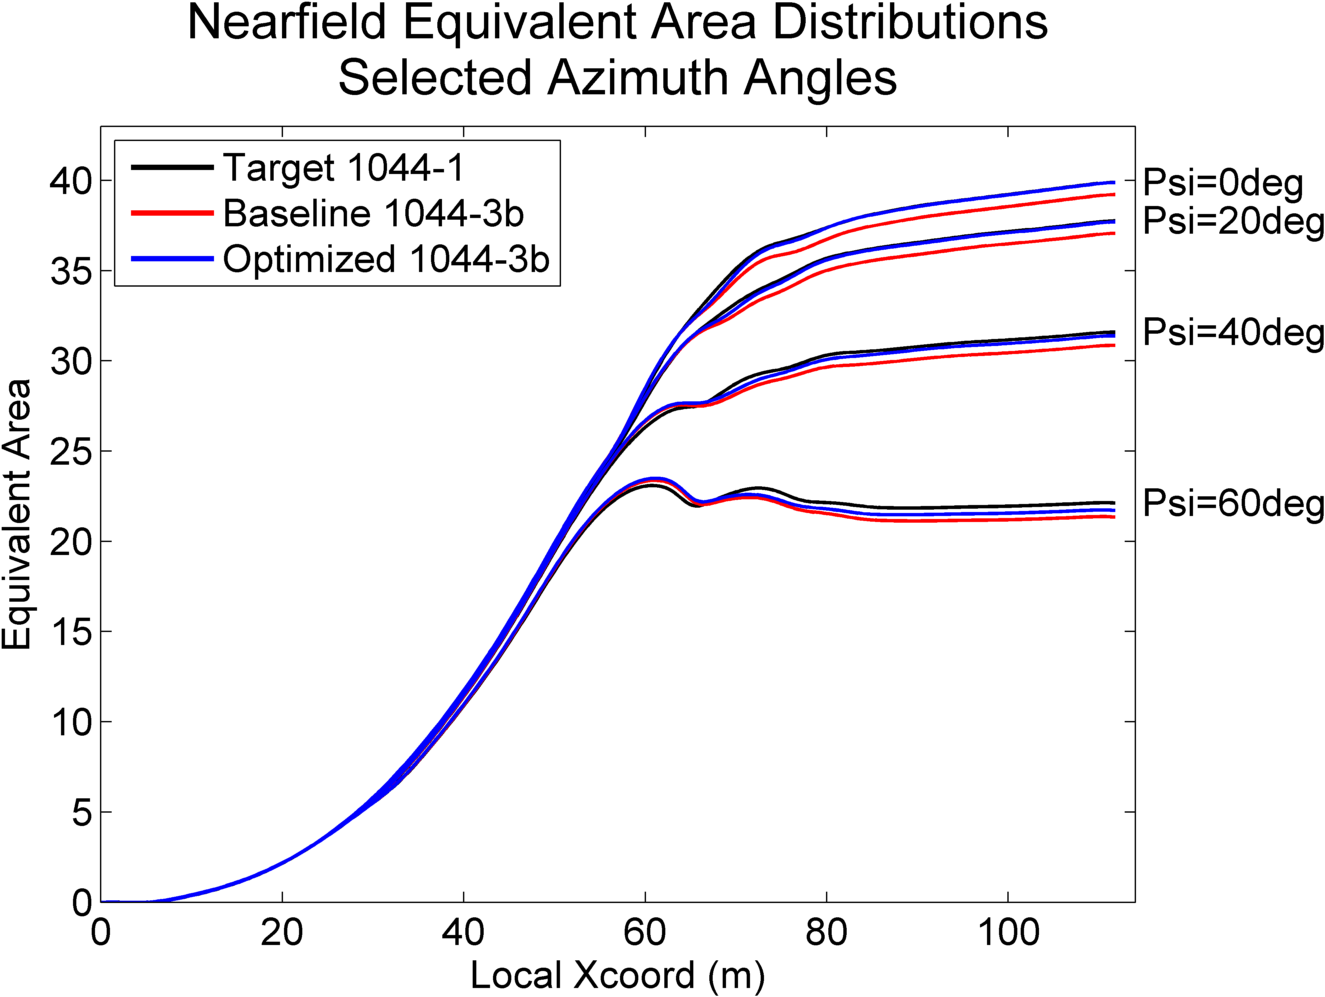 Nearfield Equivalent Area Distributions
Selected Azimuth Angles
Target 1044-1
Baseline 1044-3b
Optimized 1044-3b
Psi=0deg
Psi=20deg
Psi=40deg
Psi=60deg
Equivalent Area
40
35
30
25
20
15
10
5
0
0 20 40 60 80 100
Local Xcoord (m)